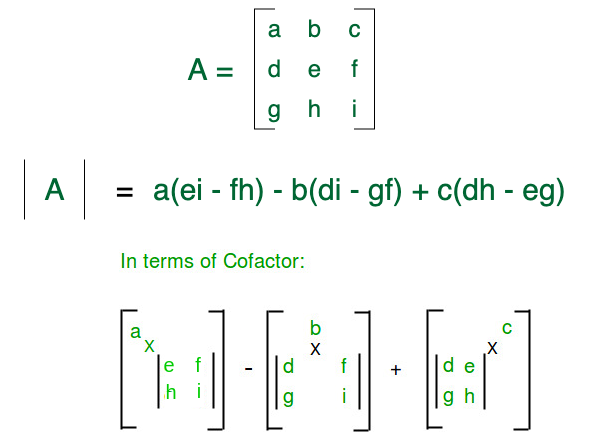 a b c
A = d e f
g h i
| A | = a(ei - fh) - b(di - gf) + c(dh - eg)
In terms of Cofactor:
a b c
x x x
e f - d f + d e
h i g i g h